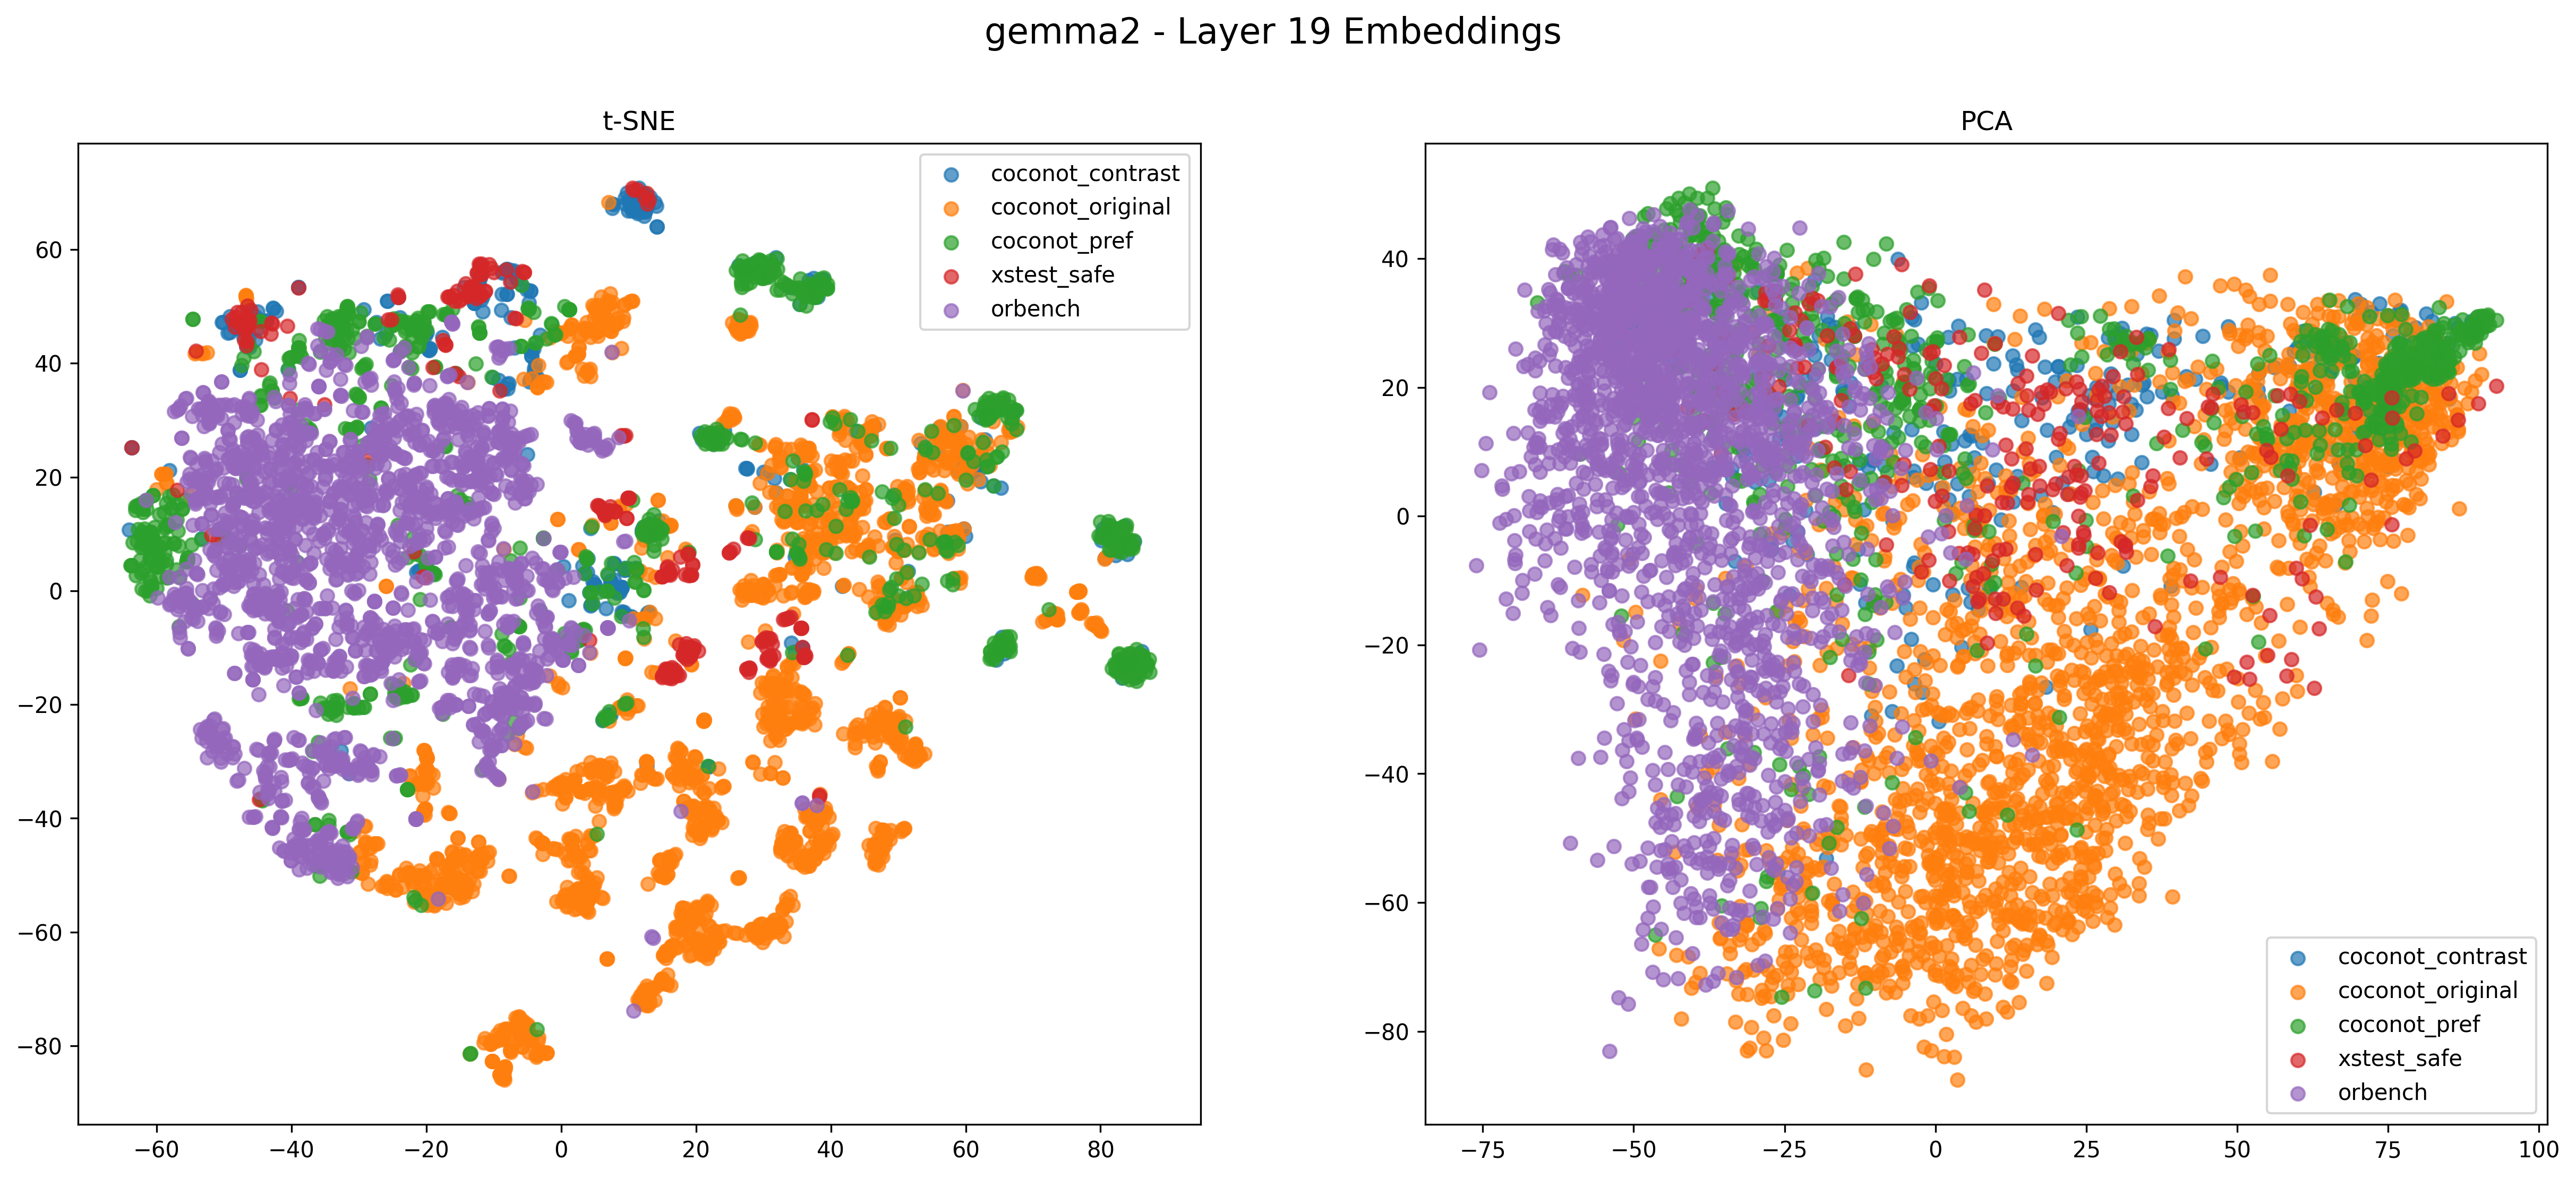 gemma2 - Layer 19 Embeddings
t-SNE
coconot_contrast
coconot_original
coconot_pref
xstest_safe
orbench
60
40
20
0
−20
−40
−60
−80
−60 −40 −20 0 20 40 60 80
PCA
40
20
0
−20
−40
−60
−80
coconot_contrast
coconot_original
coconot_pref
xstest_safe
orbench
−75 −50 −25 0 25 50 75 100